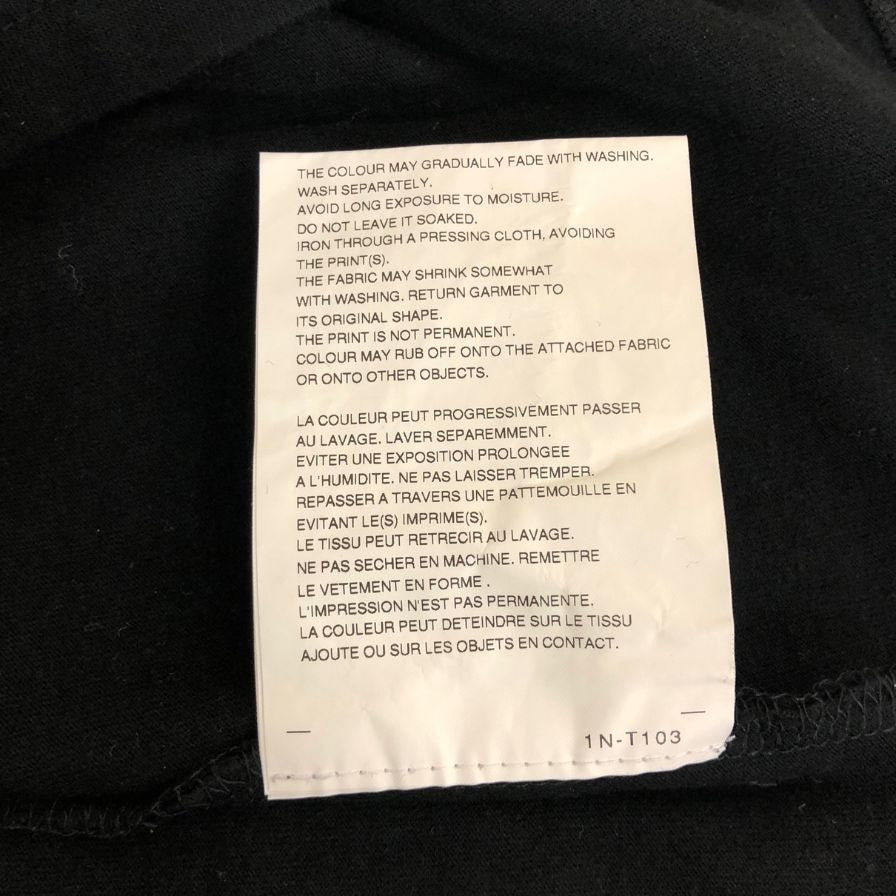 THE COLOUR MAY GRADUALLY FADE WITH WASHING.
WASH SEPARATELY.
AVOID LONG EXPOSURE TO MOISTURE.
DO NOT LEAVE IT SOAKED.
IRON THROUGH A PRESSING CLOTH, AVOIDING
THE PRINT(S).
THE FABRIC MAY SHRINK SOMEWHAT
WITH WASHING. RETURN GARMENT TO
ITS ORIGINAL SHAPE.
THE PRINT IS NOT PERMANENT.
COLOUR MAY RUB OFF ONTO THE ATTACHED FABRIC
OR ONTO OTHER OBJECTS.
LA COULEUR PEUT PROGRESSIVEMENT PASSER
AU LAVAGE. LAVER SEPAREMMENT.
EVITER UNE EXPOSITION PROLONGEE
A L'HUMIDITE. NE PAS LAISSER TREMPER.
REPASSER A TRAVERS UNE PATTEMOUILLE EN
EVITANT LE(S) IMPRIME(S).
LE TISSU PEUT RETRECIR AU LAVAGE.
NE PAS SECHER EN MACHINE. REMETTRE
LE VETEMENT EN FORME .
L'IMPRESSION N'EST PAS PERMANENTE.
LA COULEUR PEUT DETEINDRE SUR LE TISSU
AJOUTE OU SUR LES OBJETS EN CONTACT.
1N-T103